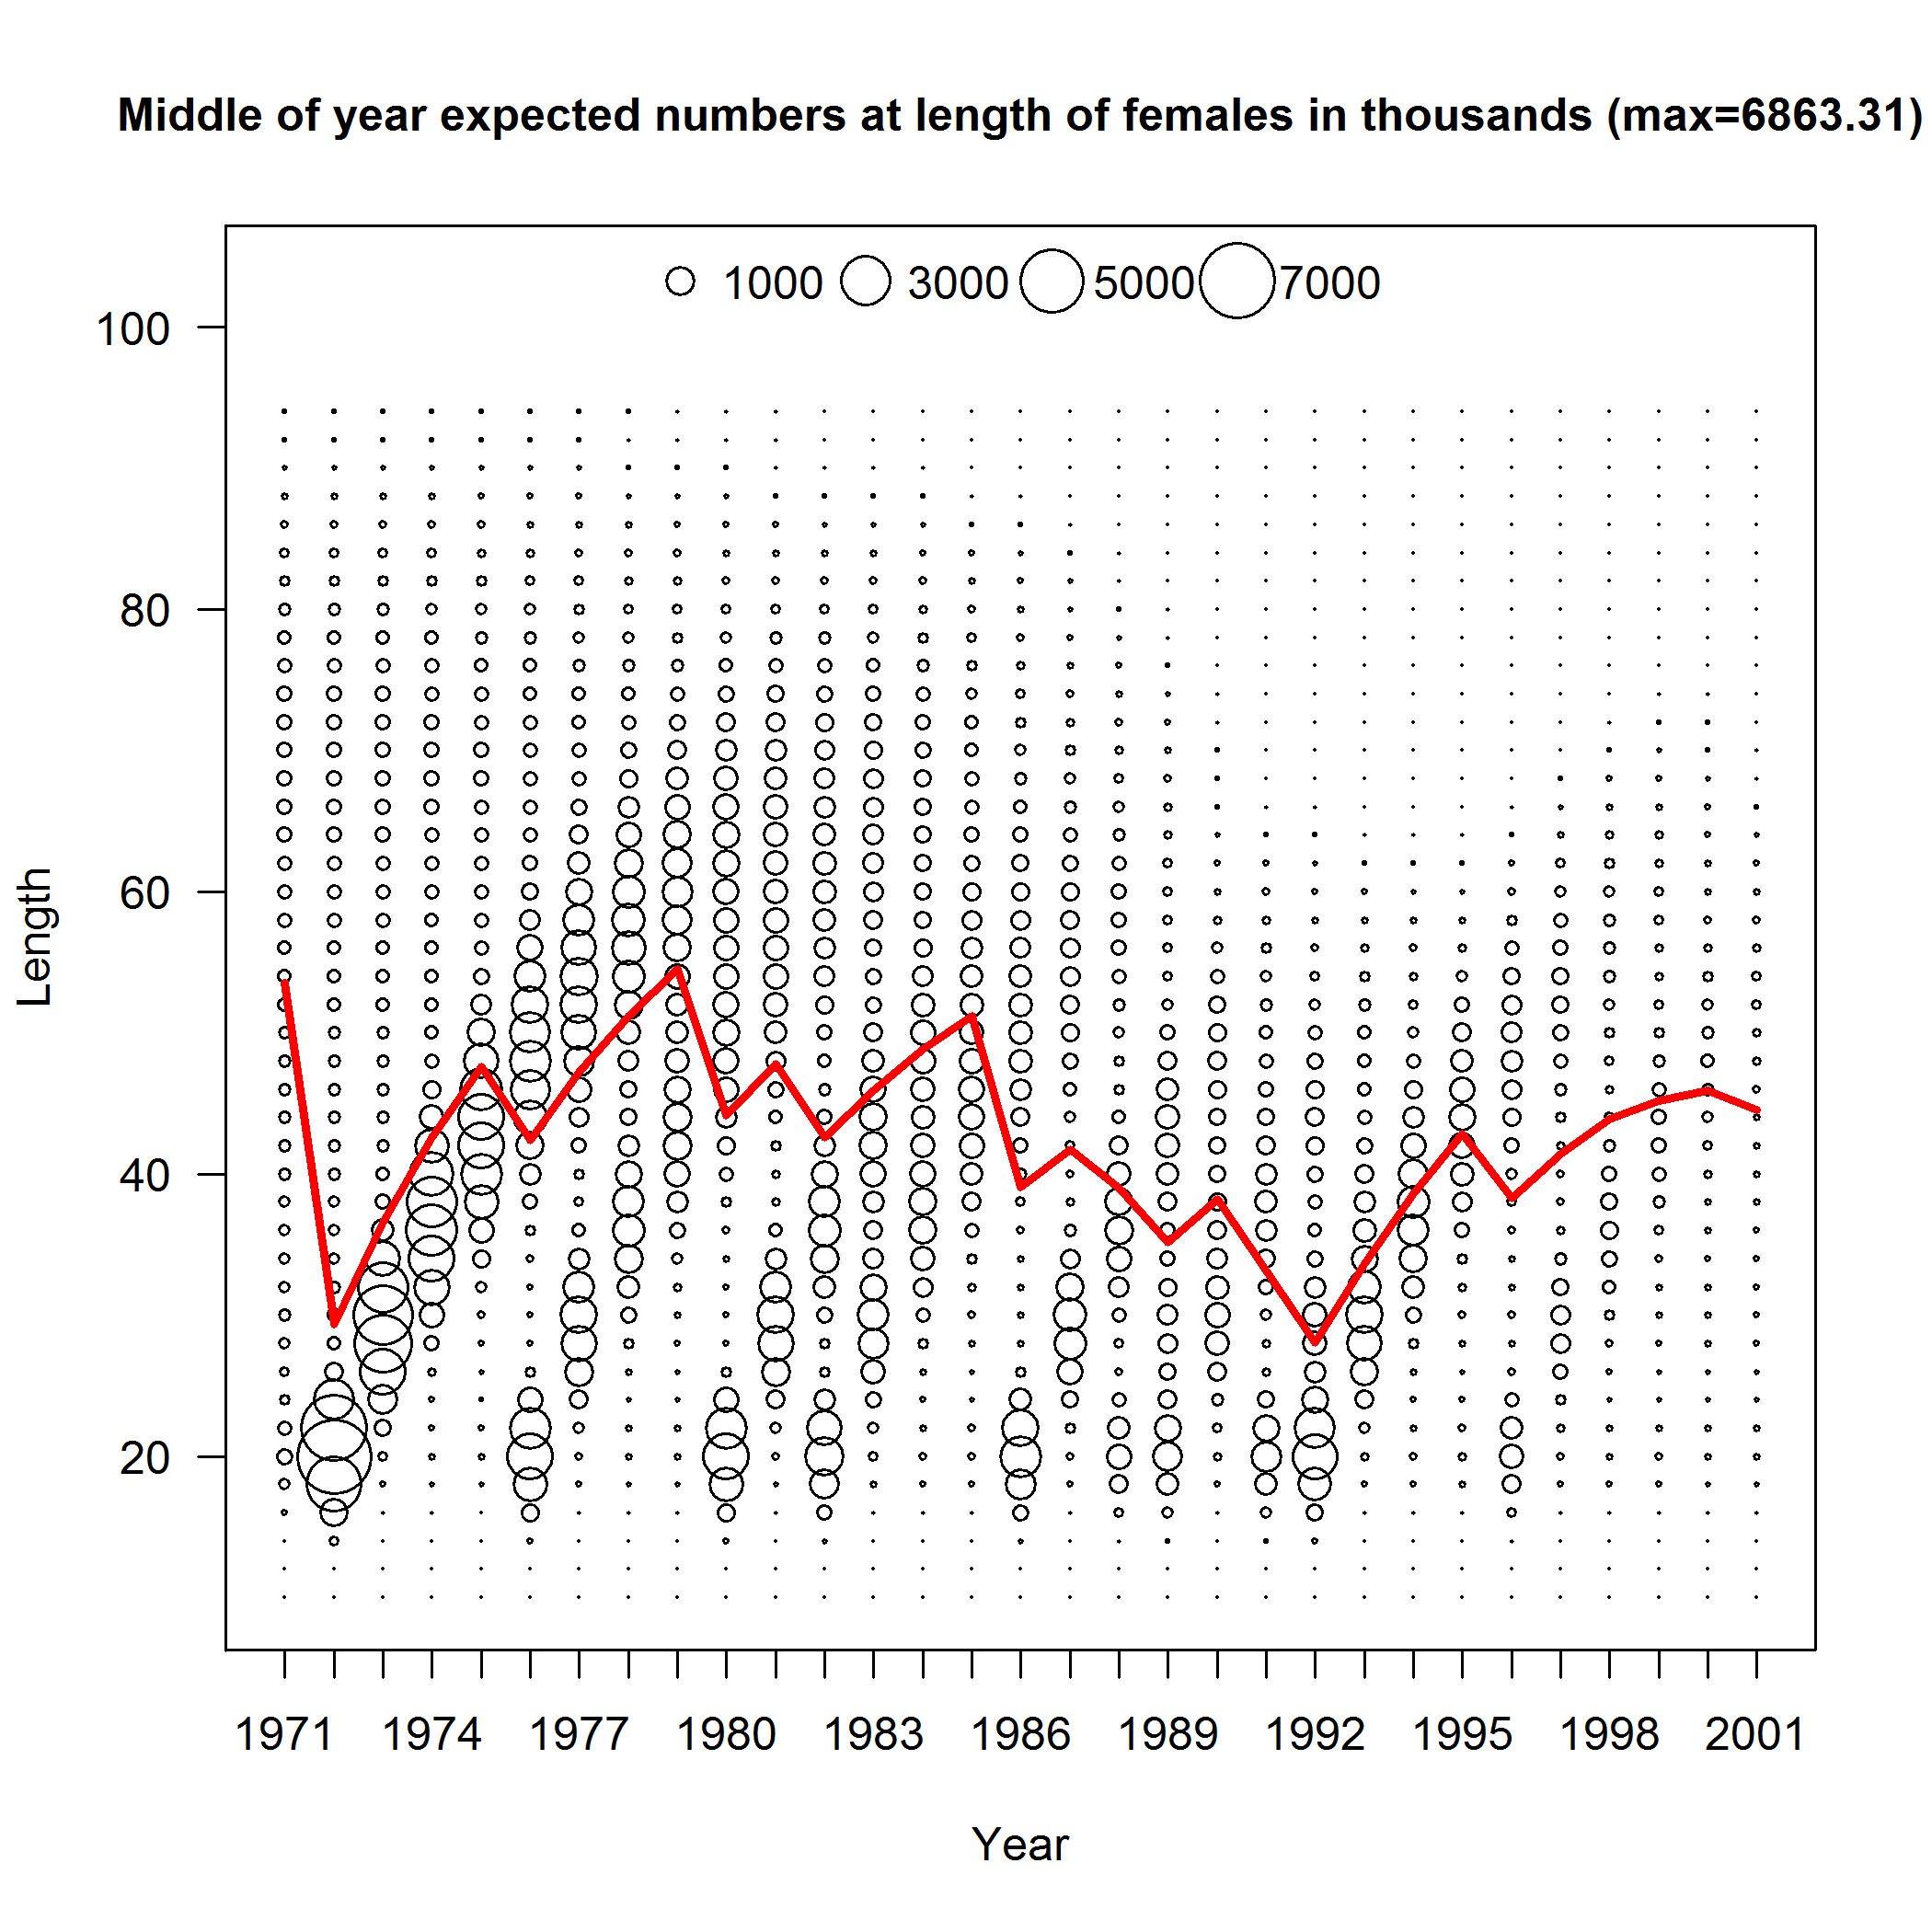 Middle of year expected numbers at length of females in thousands (max=6863.31)
1000 3000 5000 7000
100
80
60
40
20
Length
1971 1974 1977 1980 1983 1986 1989 1992 1995 1998 2001
Year